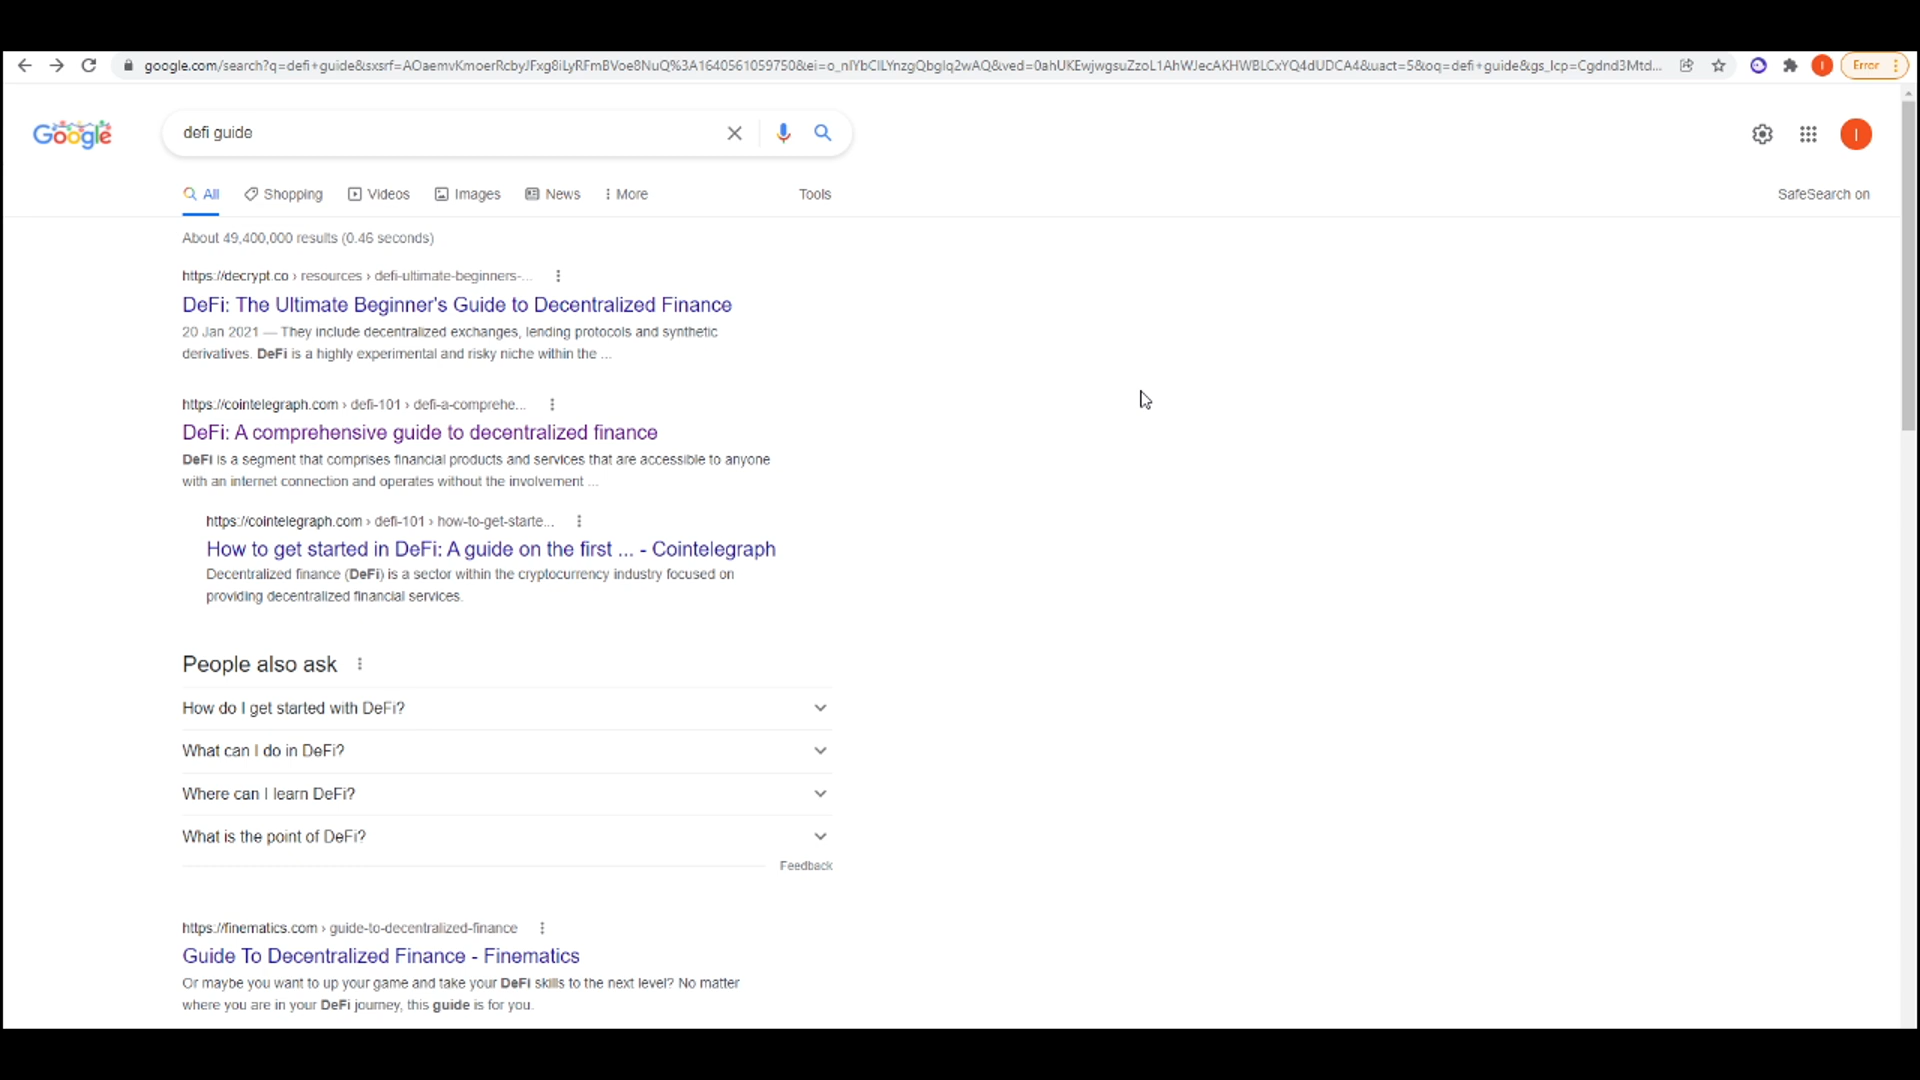 google.com/search?q=defi+guide&sxsrf=AOaemvKmoerRcbyJFxg8iLyRFmBVoe8NuQ%3A1640561059750&ei=o_nIYbCILYnzgQbglq2wAQ&ved=0ahUKEwjwgsuZzoL1AhWJecAKHWBLCxYQ4dUDCA4&uact=5&oq=defi+guide&gs_lcp=Cgdnd3Mtd...
Error
Google
defi guide
I
All
Shopping
Videos
Images
News
More
Tools
SafeSearch on
About 49,400,000 results (0.46 seconds)
https://decrypt.co › resources › defi-ultimate-beginners-...
DeFi: The Ultimate Beginner's Guide to Decentralized Finance
20 Jan 2021 — They include decentralized exchanges, lending protocols and synthetic
derivatives. DeFi is a highly experimental and risky niche within the ...
https://cointelegraph.com › defi-101 › defi-a-comprehe...
DeFi: A comprehensive guide to decentralized finance
DeFi is a segment that comprises financial products and services that are accessible to anyone
with an internet connection and operates without the involvement ...
https://cointelegraph.com › defi-101 › how-to-get-starte...
How to get started in DeFi: A guide on the first ... - Cointelegraph
Decentralized finance (DeFi) is a sector within the cryptocurrency industry focused on
providing decentralized financial services.
People also ask
How do I get started with DeFi?
What can I do in DeFi?
Where can I learn DeFi?
What is the point of DeFi?
Feedback
https://finematics.com › guide-to-decentralized-finance
Guide To Decentralized Finance - Finematics
Or maybe you want to up your game and take your DeFi skills to the next level? No matter
where you are in your DeFi journey, this guide is for you.